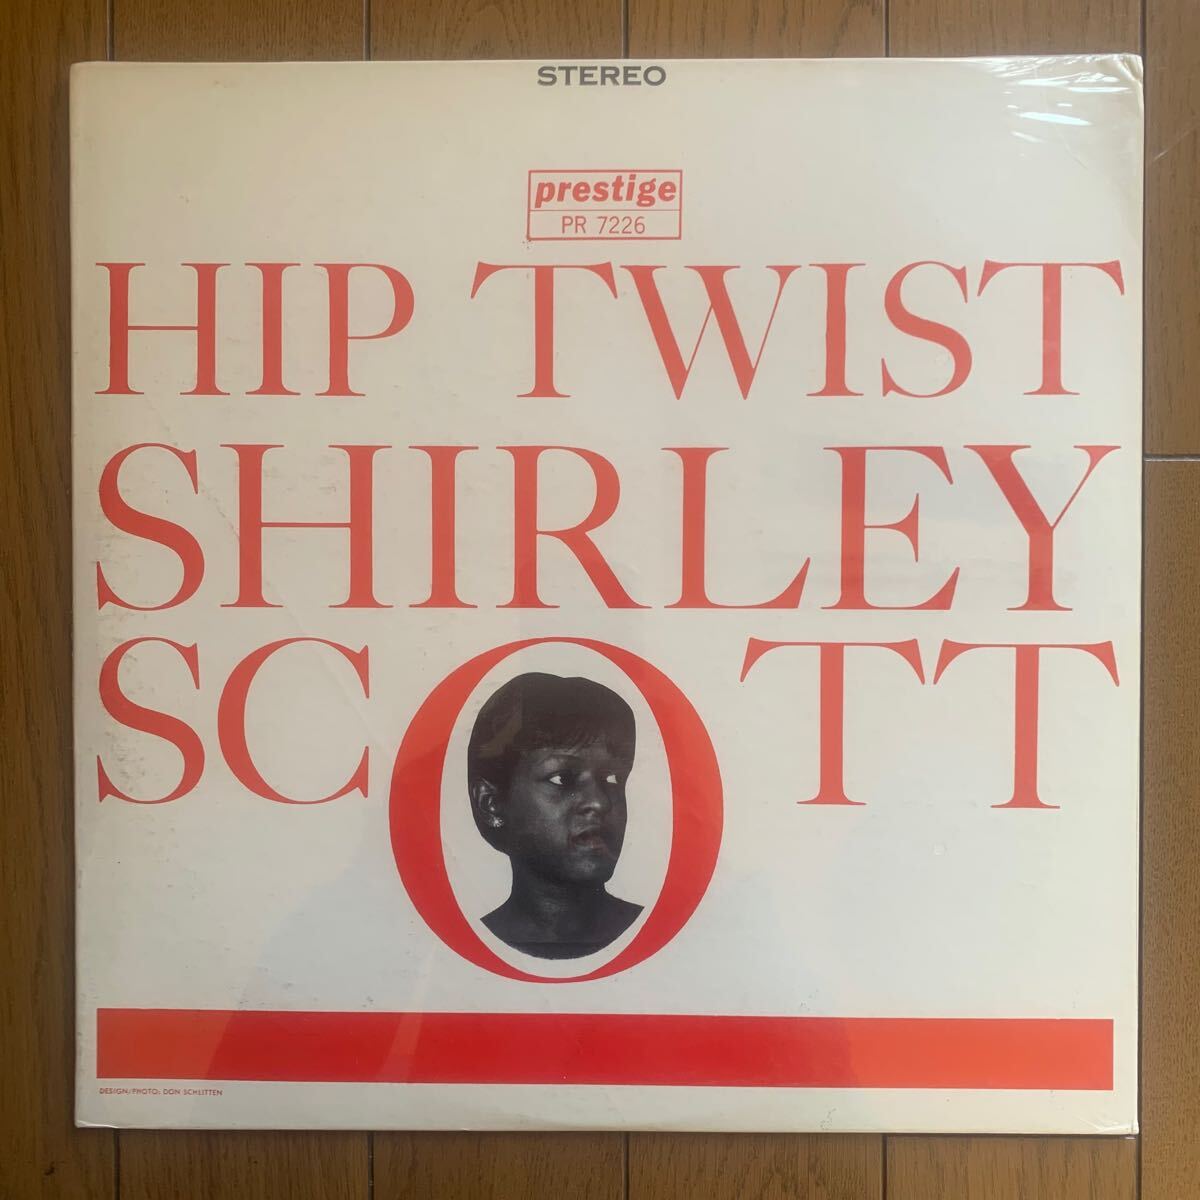 STEREO
prestige
PR 7226
HIP TWIST
SHIRLEY
SCOTT
DESIGN/PHOTO: DON SCHLITTEN